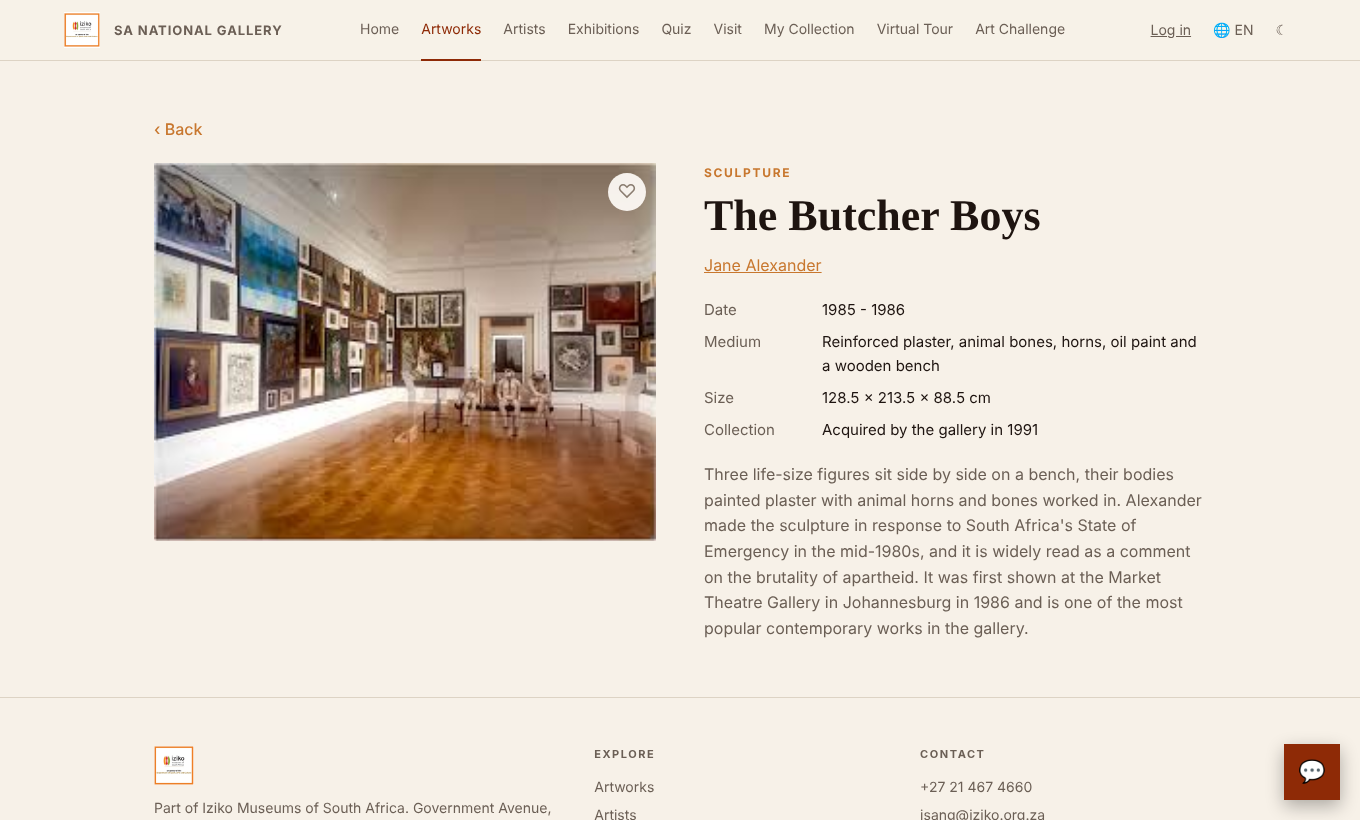 SA NATIONAL GALLERY
Home
Artworks
Artists
Exhibitions
Quiz
Visit
My Collection
Virtual Tour
Art Challenge
Log in
EN
‹ Back
SCULPTURE
The Butcher Boys
Jane Alexander
Date 1985 - 1986
Medium Reinforced plaster, animal bones, horns, oil paint and
a wooden bench
Size 128.5 × 213.5 × 88.5 cm
Collection Acquired by the gallery in 1991
Three life-size figures sit side by side on a bench, their bodies
painted plaster with animal horns and bones worked in. Alexander
made the sculpture in response to South Africa's State of
Emergency in the mid-1980s, and it is widely read as a comment
on the brutality of apartheid. It was first shown at the Market
Theatre Gallery in Johannesburg in 1986 and is one of the most
popular contemporary works in the gallery.
iziko
Part of Iziko Museums of South Africa. Government Avenue,
EXPLORE
Artworks
Artists
CONTACT
+27 21 467 4660
isang@iziko.org.za